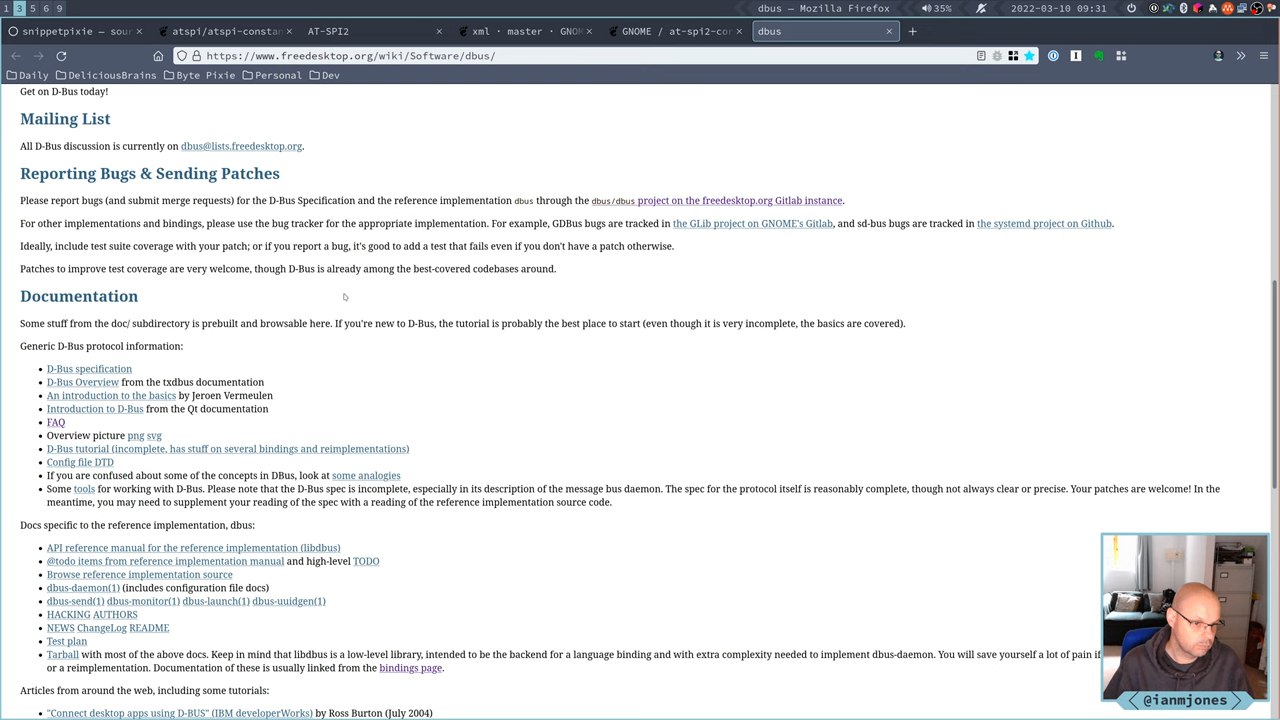 1 3 5 6 9
dbus — Mozilla Firefox
35%
2022-03-10 09:31
snippetpixie — sour
atspi/atspi-constan
AT-SPI2
xml · master · GNOM
GNOME / at-spi2-cor
dbus
https://www.freedesktop.org/wiki/Software/dbus/
Daily DeliciousBrains Byte Pixie Personal Dev
Get on D-Bus today!
Mailing List
All D-Bus discussion is currently on dbus@lists.freedesktop.org.
Reporting Bugs & Sending Patches
Please report bugs (and submit merge requests) for the D-Bus Specification and the reference implementation dbus through the dbus/dbus project on the freedesktop.org Gitlab instance.
For other implementations and bindings, please use the bug tracker for the appropriate implementation. For example, GDBus bugs are tracked in the GLib project on GNOME's Gitlab, and sd-bus bugs are tracked in the systemd project on Github.
Ideally, include test suite coverage with your patch; or if you report a bug, it's good to add a test that fails even if you don't have a patch otherwise.
Patches to improve test coverage are very welcome, though D-Bus is already among the best-covered codebases around.
Documentation
Some stuff from the doc/ subdirectory is prebuilt and browsable here. If you're new to D-Bus, the tutorial is probably the best place to start (even though it is very incomplete, the basics are covered).
Generic D-Bus protocol information:
• D-Bus specification
• D-Bus Overview from the txdbus documentation
• An introduction to the basics by Jeroen Vermeulen
• Introduction to D-Bus from the Qt documentation
• FAQ
• Overview picture png svg
• D-Bus tutorial (incomplete, has stuff on several bindings and reimplementations)
• Config file DTD
• If you are confused about some of the concepts in DBus, look at some analogies
• Some tools for working with D-Bus. Please note that the D-Bus spec is incomplete, especially in its description of the message bus daemon. The spec for the protocol itself is reasonably complete, though not always clear or precise. Your patches are welcome! In the
meantime, you may need to supplement your reading of the spec with a reading of the reference implementation source code.
Docs specific to the reference implementation, dbus:
• API reference manual for the reference implementation (libdbus)
• @todo items from reference implementation manual and high-level TODO
• Browse reference implementation source
• dbus-daemon(1) (includes configuration file docs)
• dbus-send(1) dbus-monitor(1) dbus-launch(1) dbus-uuidgen(1)
• HACKING AUTHORS
• NEWS ChangeLog README
• Test plan
• Tarball with most of the above docs. Keep in mind that libdbus is a low-level library, intended to be the backend for a language binding and with extra complexity needed to implement dbus-daemon. You will save yourself a lot of pain if
or a reimplementation. Documentation of these is usually linked from the bindings page.
Articles from around the web, including some tutorials:
• "Connect desktop apps using D-BUS" (IBM developerWorks) by Ross Burton (July 2004)
@ianmjones